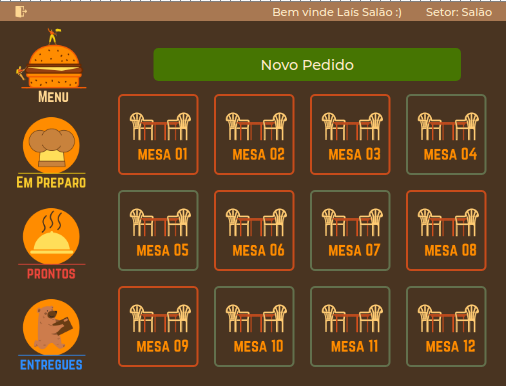 Bem vinde Laís Salão :) Setor: Salão
Novo Pedido
Menu
MESA 01 MESA 02 MESA 03 MESA 04
Em Preparo
MESA 05 MESA 06 MESA 07 MESA 08
PRONTOS
MESA 09 MESA 10 MESA 11 MESA 12
ENTREGUES